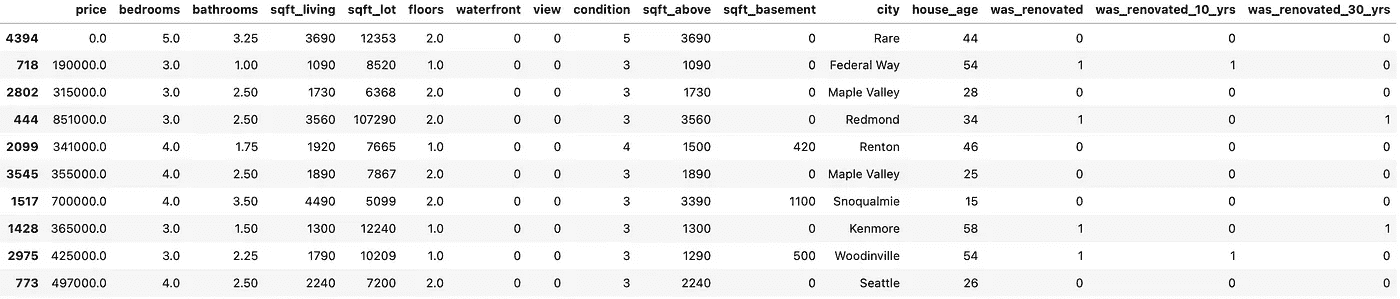 price bedrooms bathrooms sqft_living sqft_lot floors waterfront view condition sqft_above sqft_basement city house_age was_renovated was_renovated_10_yrs was_renovated_30_yrs
4394 0.0 5.0 3.25 3690 12353 2.0 0 0 5 3690 0 Rare 44 0 0 0
718 190000.0 3.0 1.00 1090 8520 1.0 0 0 3 1090 0 Federal Way 54 1 1 0
2802 315000.0 3.0 2.50 1730 6368 2.0 0 0 3 1730 0 Maple Valley 28 0 0 0
444 851000.0 3.0 2.50 3560 107290 2.0 0 0 3 3560 0 Redmond 34 1 0 1
2099 341000.0 4.0 1.75 1920 7665 1.0 0 0 4 1500 420 Renton 46 0 0 0
3545 355000.0 4.0 2.50 1890 7867 2.0 0 0 3 1890 0 Maple Valley 25 0 0 0
1517 700000.0 4.0 3.50 4490 5099 2.0 0 0 3 3390 1100 Snoqualmie 15 0 0 0
1428 365000.0 3.0 1.50 1300 12240 1.0 0 0 3 1300 0 Kenmore 58 1 0 1
2975 425000.0 3.0 2.25 1790 10209 1.0 0 0 3 1290 500 Woodinville 54 1 1 0
773 497000.0 4.0 2.50 2240 7200 2.0 0 0 3 2240 0 Seattle 26 0 0 0